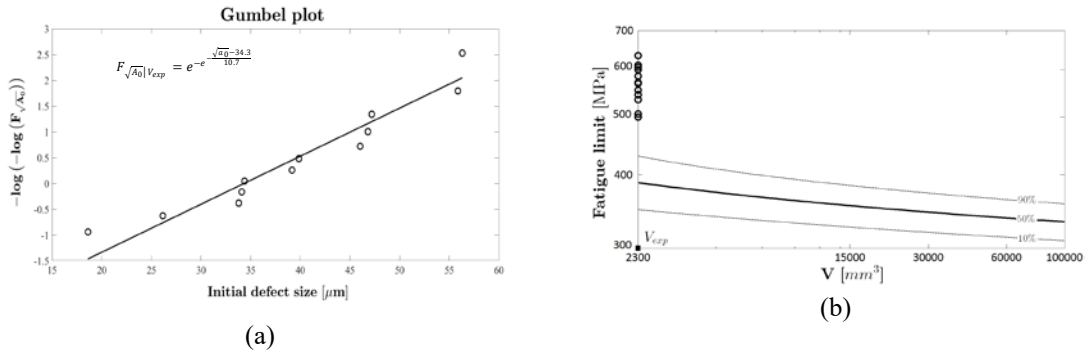 Gumbel plot
F√A₀|Vexp = e^-e^-(√a₀−34.3)/10.7
−log (−log (F√A₀))
3
2.5
2
1.5
1
0.5
0
-0.5
-1
-1.5
15 20 25 30 35 40 45 50 55 60
Initial defect size [μm]
(a)
Fatigue limit [MPa]
700
600
500
400
300
90%
50%
10%
Vexp
2300 15000 30000 60000 100000
V [mm³]
(b)